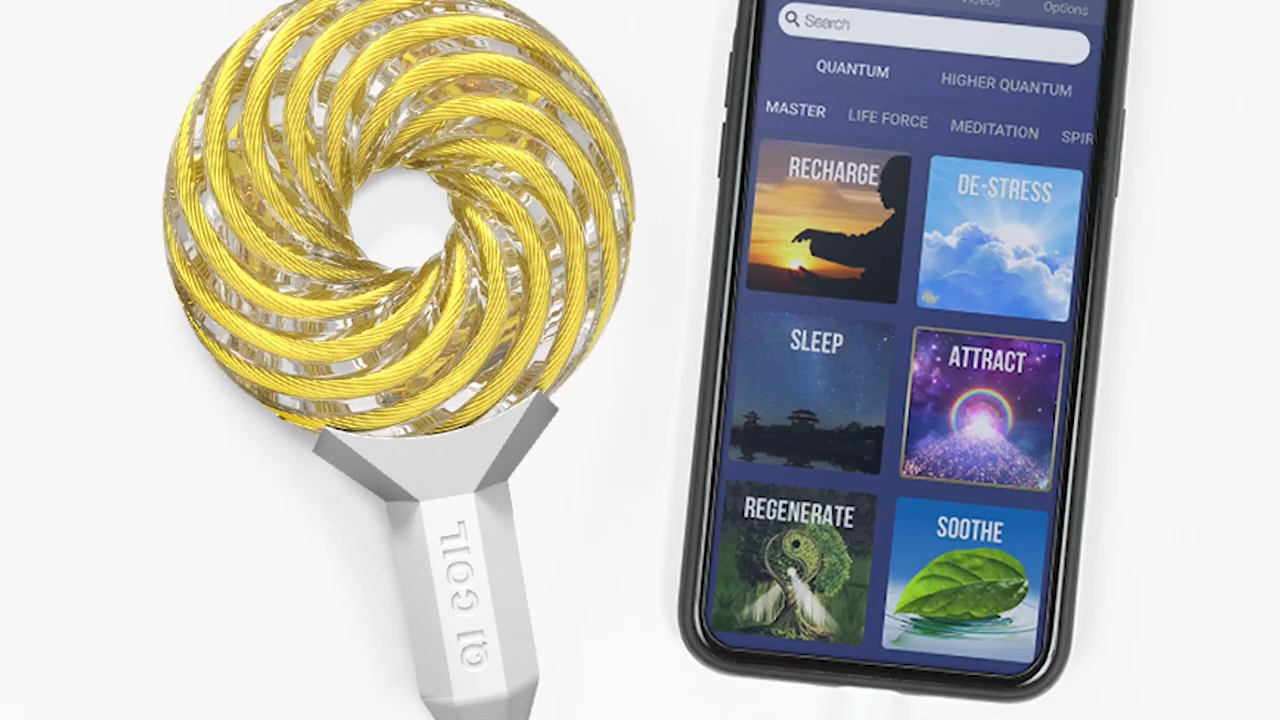 Videos
Options
Search
QUANTUM
HIGHER QUANTUM
MASTER
LIFE FORCE
MEDITATION
SPIR
RECHARGE
DE-STRESS
SLEEP
ATTRACT
REGENERATE
SOOTHE
QI COIL